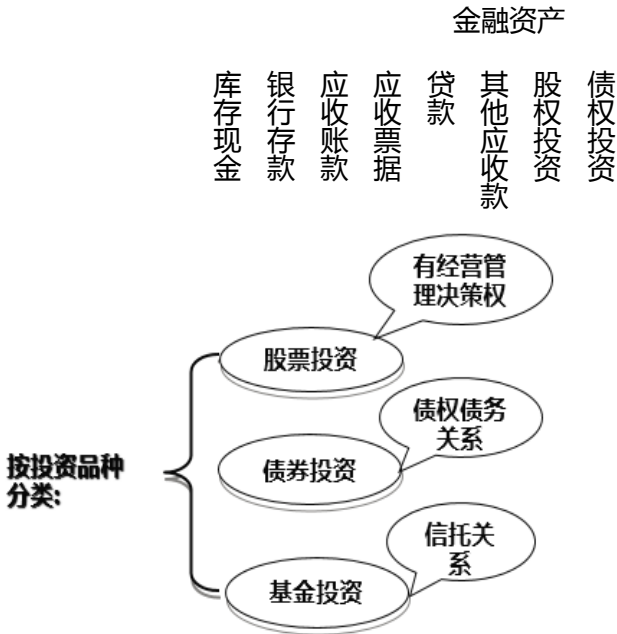 金融资产
库存现金
银行存款
应收账款
应收票据
贷款
其他应收款
股权投资
债权投资
有经营管
理决策权
股票投资
债权债务
关系
债券投资
按投资品种
分类:
信托关
系
基金投资